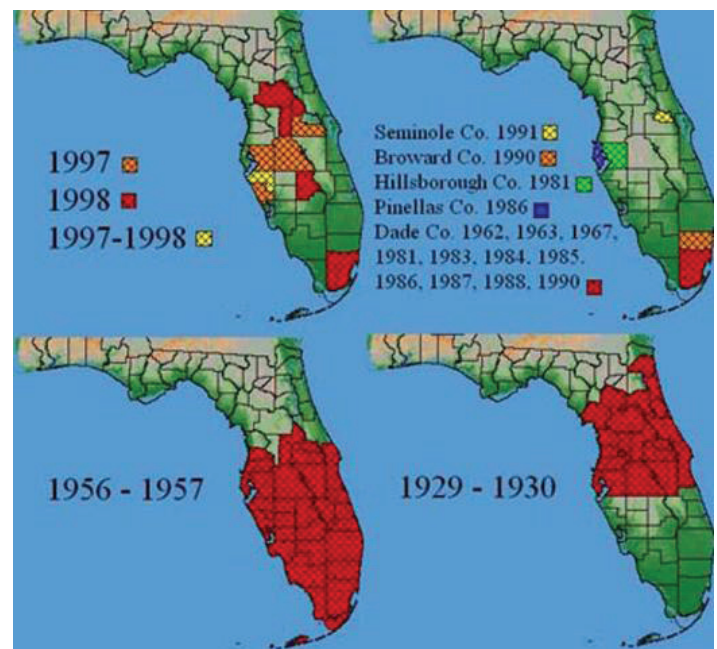 1997
1998
1997-1998
Seminole Co. 1991
Broward Co. 1990
Hillsborough Co. 1981
Pinellas Co. 1986
Dade Co. 1962, 1963, 1967,
1981, 1983, 1984, 1985,
1986, 1987, 1988, 1990
1956 - 1957
1929 - 1930